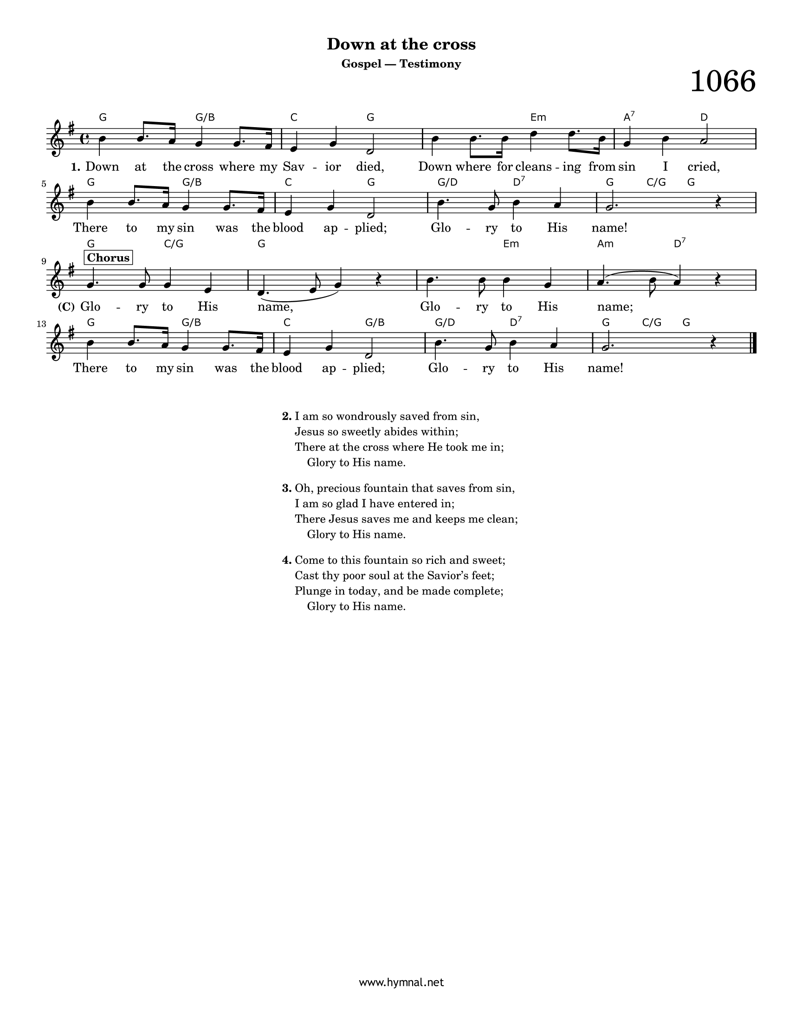 Down at the cross
Gospel — Testimony
1066
G G/B C G Em A7 D
1. Down at the cross where my Sav - ior died, Down where for cleans - ing from sin I cried,
5
G G/B C G G/D D7 G C/G G
There to my sin was the blood ap - plied; Glo - ry to His name!
G C/G G Em Am D7
9
Chorus
(C) Glo - ry to His name, Glo - ry to His name;
13
G G/B C G/B G/D D7 G C/G G
There to my sin was the blood ap - plied; Glo - ry to His name!
2. I am so wondrously saved from sin,
Jesus so sweetly abides within;
There at the cross where He took me in;
Glory to His name.
3. Oh, precious fountain that saves from sin,
I am so glad I have entered in;
There Jesus saves me and keeps me clean;
Glory to His name.
4. Come to this fountain so rich and sweet;
Cast thy poor soul at the Savior's feet;
Plunge in today, and be made complete;
Glory to His name.
www.hymnal.net